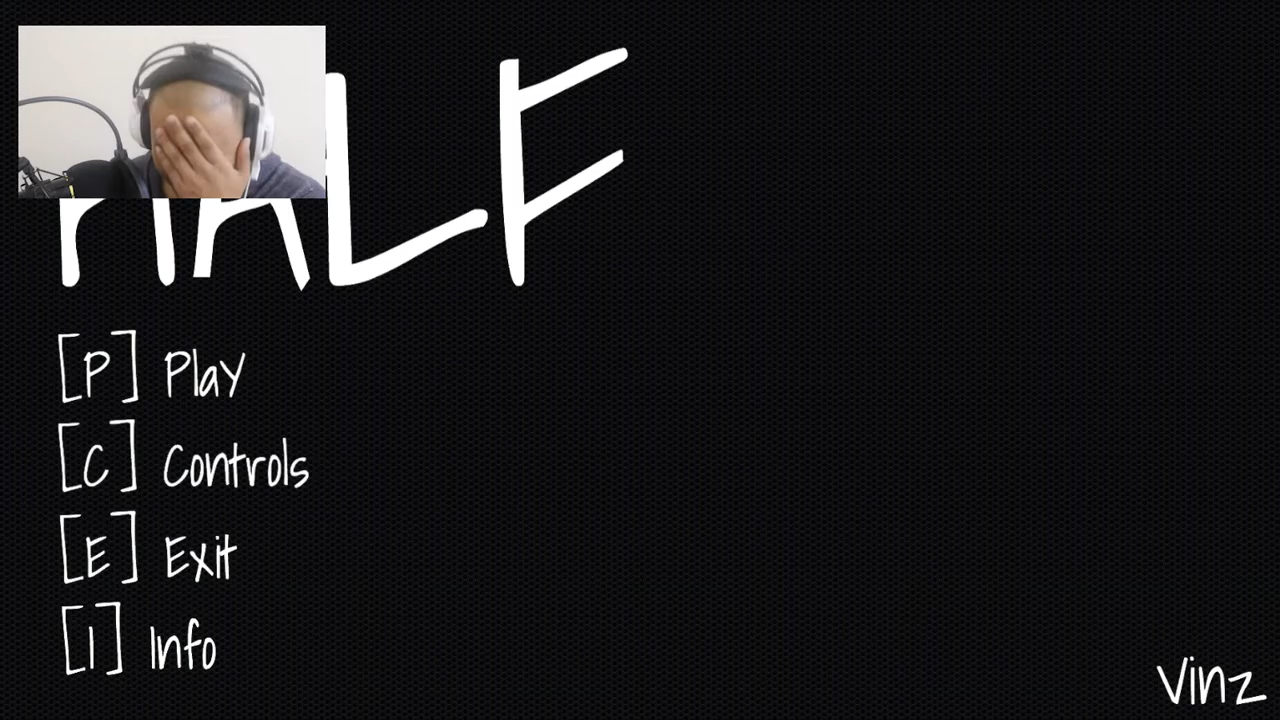 HALF
[P] Play
[C] Controls
[E] Exit
[I] Info
Vinz